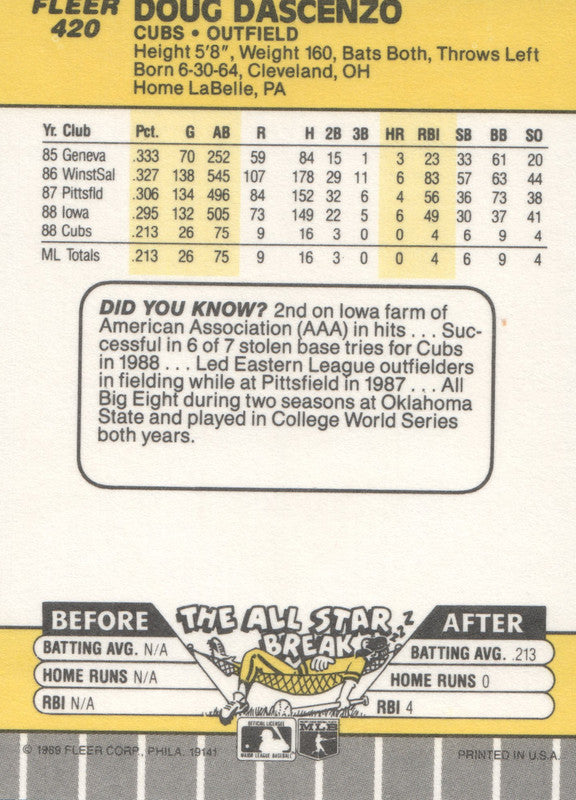 FLEER DOUG DASCENZO
420 CUBS • OUTFIELD
Height 5'8", Weight 160, Bats Both, Throws Left
Born 6-30-64, Cleveland, OH
Home LaBelle, PA
Yr. Club Pct. G AB R H 2B 3B HR RBI SB BB SO
85 Geneva .333 70 252 59 84 15 1 3 23 33 61 20
86 WinstSal .327 138 545 107 178 29 11 6 83 57 63 44
87 Pittsfld .306 134 496 84 152 32 6 4 56 36 73 38
88 Iowa .295 132 505 73 149 22 5 6 49 30 37 41
88 Cubs .213 26 75 9 16 3 0 0 4 6 9 4
ML Totals .213 26 75 9 16 3 0 0 4 6 9 4
DID YOU KNOW? 2nd on Iowa farm of
American Association (AAA) in hits . . . Suc-
cessful in 6 of 7 stolen base tries for Cubs
in 1988 . . . Led Eastern League outfielders
in fielding while at Pittsfield in 1987 . . . All
Big Eight during two seasons at Oklahoma
State and played in College World Series
both years.
BEFORE THE ALL STAR BREAK ZZZ AFTER
BATTING AVG. N/A BATTING AVG. .213
HOME RUNS N/A HOME RUNS 0
RBI N/A RBI 4
OFFICIAL LICENSEE
MAJOR LEAGUE BASEBALL
MLB
© 1989 FLEER CORP., PHILA. 19141 PRINTED IN U.S.A.